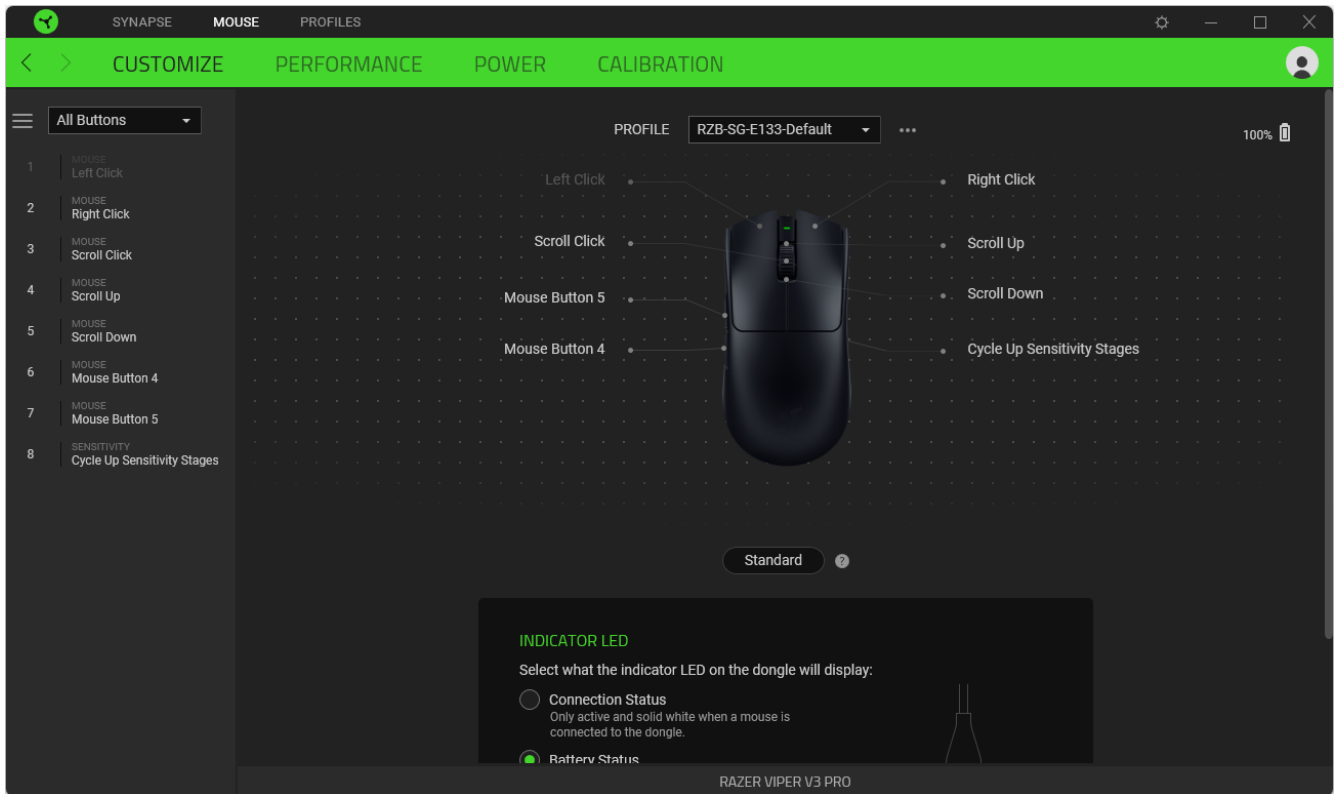 SYNAPSE MOUSE PROFILES
CUSTOMIZE PERFORMANCE POWER CALIBRATION
All Buttons
1 MOUSE
Left Click
2 MOUSE
Right Click
3 MOUSE
Scroll Click
4 MOUSE
Scroll Up
5 MOUSE
Scroll Down
6 MOUSE
Mouse Button 4
7 MOUSE
Mouse Button 5
8 SENSITIVITY
Cycle Up Sensitivity Stages
PROFILE RZB-SG-E133-Default
100%
Left Click
Right Click
Scroll Click
Scroll Up
Mouse Button 5
Scroll Down
Mouse Button 4
Cycle Up Sensitivity Stages
Standard ?
INDICATOR LED
Select what the indicator LED on the dongle will display:
Connection Status
Only active and solid white when a mouse is
connected to the dongle.
Battery Status
RAZER VIPER V3 PRO